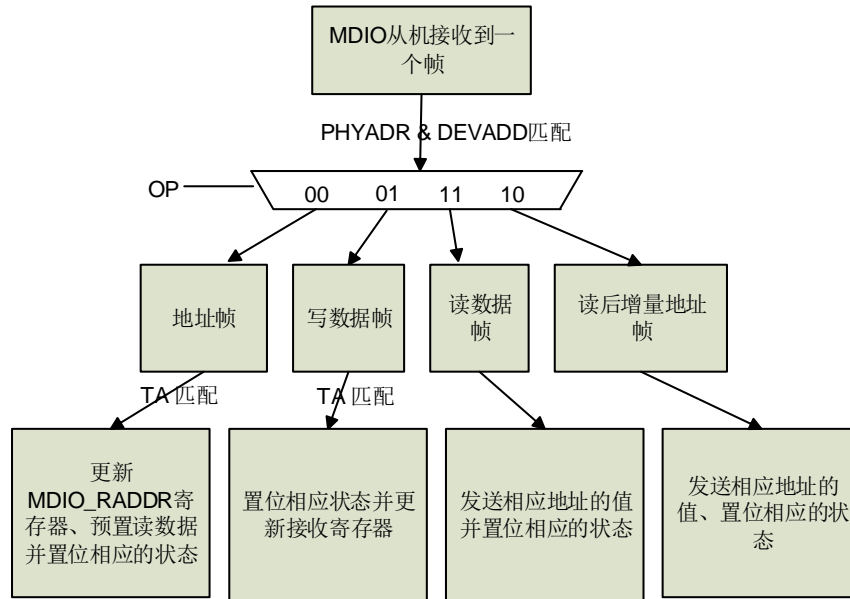 MDIO从机接收到一
个帧
PHYADR & DEVADD匹配
OP
00 01 11 10
地址帧
写数据帧
读数据
帧
读后增量地址
帧
TA 匹配
TA 匹配
更新
MDIO_RADDR寄
存器、预置读数据
并置位相应的状态
置位相应状态并更
新接收寄存器
发送相应地址的值
并置位相应的状态
发送相应地址的
值、置位相应的状
态